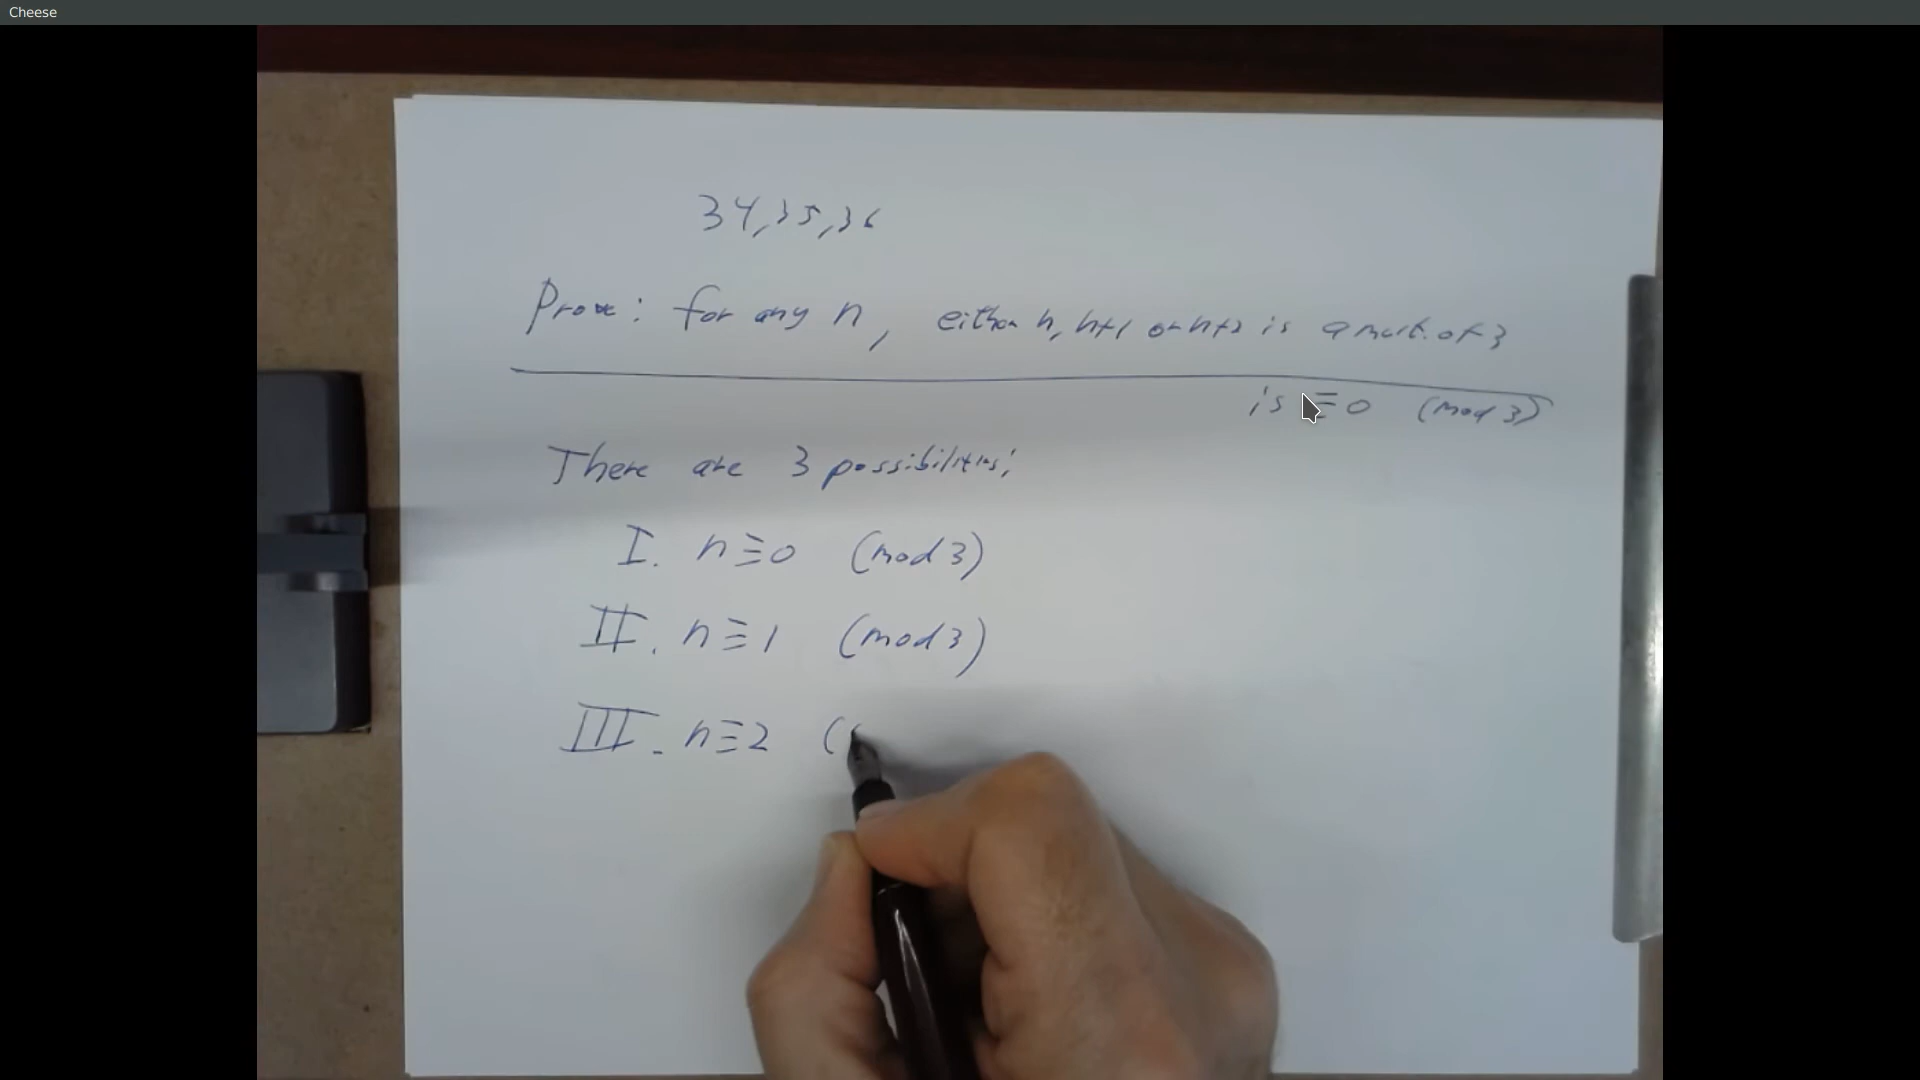 Cheese
34,35,36
Prove: for any n, either n, n+1 or n+2 is a mult. of 3
is ≡ 0 (mod 3)
There are 3 possibilities:
I. n≡0 (mod 3)
II. n≡1 (mod 3)
III. n≡2 (